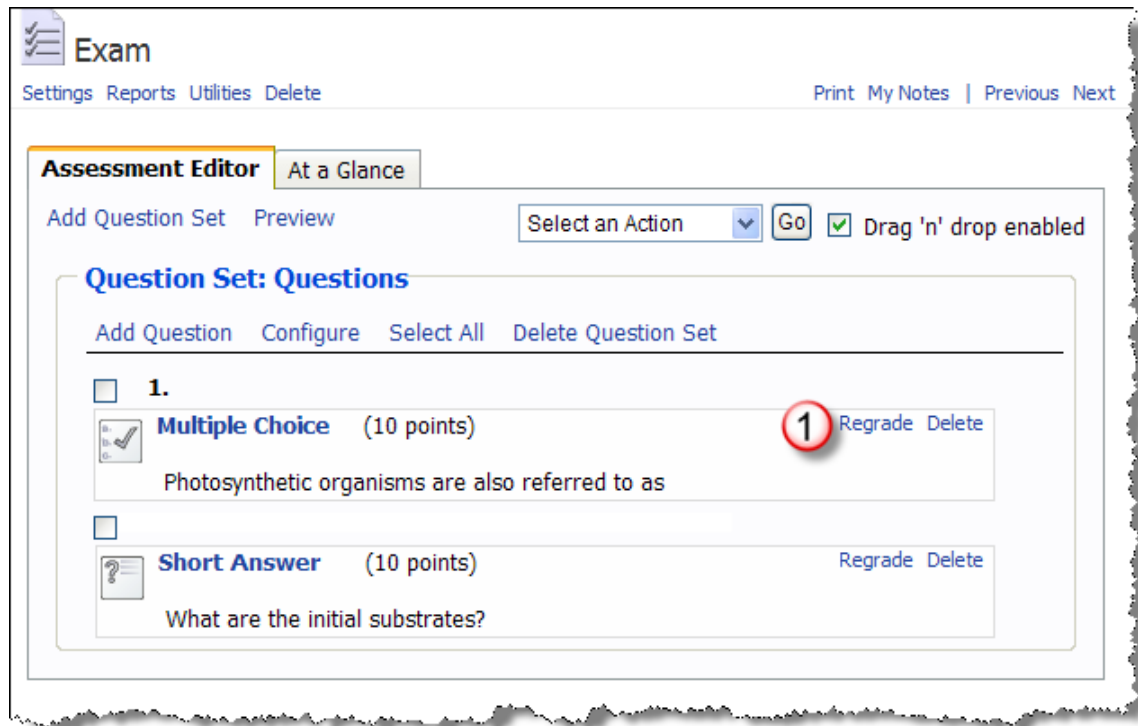 Exam
Settings Reports Utilities Delete Print My Notes | Previous Next
Assessment Editor At a Glance
Add Question Set Preview Select an Action Go Drag 'n' drop enabled
Question Set: Questions
Add Question Configure Select All Delete Question Set
1.
Multiple Choice (10 points) 1 Regrade Delete
Photosynthetic organisms are also referred to as
Short Answer (10 points) Regrade Delete
What are the initial substrates?